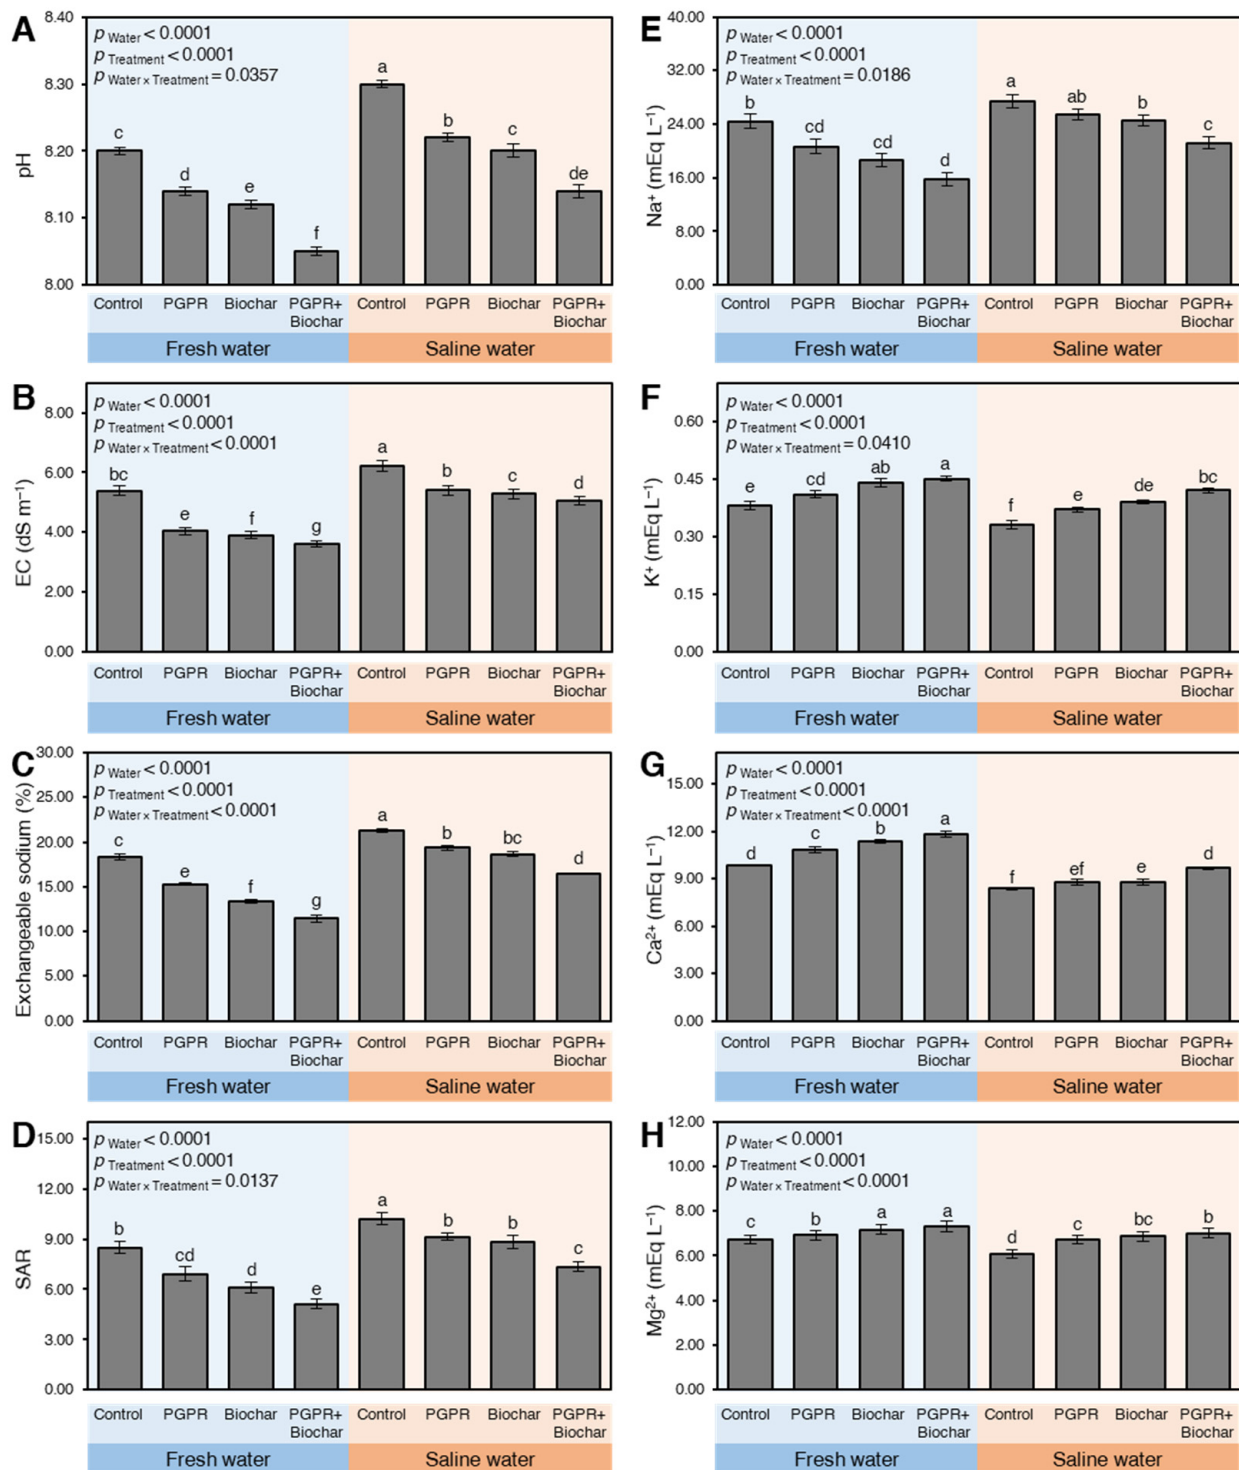 A
pH
8.40
8.30
8.20
8.10
8.00
p Water < 0.0001
p Treatment < 0.0001
p Water × Treatment = 0.0357
c
d
e
f
a
b
c
de
Control PGPR Biochar PGPR+ Biochar Control PGPR Biochar PGPR+ Biochar
Fresh water Saline water
E
Na⁺ (mEq L⁻¹)
40.00
32.00
24.00
16.00
8.00
0.00
p Water < 0.0001
p Treatment < 0.0001
p Water × Treatment = 0.0186
b
cd
cd
d
a
ab
b
c
Control PGPR Biochar PGPR+ Biochar Control PGPR Biochar PGPR+ Biochar
Fresh water Saline water
B
EC (dS m⁻¹)
8.00
6.00
4.00
2.00
0.00
p Water < 0.0001
p Treatment < 0.0001
p Water × Treatment < 0.0001
bc
e
f
g
a
b
c
d
Control PGPR Biochar PGPR+ Biochar Control PGPR Biochar PGPR+ Biochar
Fresh water Saline water
F
K⁺ (mEq L⁻¹)
0.60
0.45
0.30
0.15
0.00
p Water < 0.0001
p Treatment < 0.0001
p Water × Treatment = 0.0410
e
cd
ab
a
f
e
de
bc
Control PGPR Biochar PGPR+ Biochar Control PGPR Biochar PGPR+ Biochar
Fresh water Saline water
C
Exchangeable sodium (%)
30.00
25.00
20.00
15.00
10.00
5.00
0.00
p Water < 0.0001
p Treatment < 0.0001
p Water × Treatment < 0.0001
c
e
f
g
a
b
bc
d
Control PGPR Biochar PGPR+ Biochar Control PGPR Biochar PGPR+ Biochar
Fresh water Saline water
G
Ca²⁺ (mEq L⁻¹)
15.00
12.00
9.00
6.00
3.00
0.00
p Water < 0.0001
p Treatment < 0.0001
p Water × Treatment < 0.0001
d
c
b
a
f
ef
e
d
Control PGPR Biochar PGPR+ Biochar Control PGPR Biochar PGPR+ Biochar
Fresh water Saline water
D
SAR
15.00
12.00
9.00
6.00
3.00
0.00
p Water < 0.0001
p Treatment < 0.0001
p Water × Treatment = 0.0137
b
cd
d
e
a
b
b
c
Control PGPR Biochar PGPR+ Biochar Control PGPR Biochar PGPR+ Biochar
Fresh water Saline water
H
Mg²⁺ (mEq L⁻¹)
12.00
10.00
8.00
6.00
4.00
2.00
0.00
p Water < 0.0001
p Treatment < 0.0001
p Water × Treatment < 0.0001
c
b
a
a
d
c
bc
b
Control PGPR Biochar PGPR+ Biochar Control PGPR Biochar PGPR+ Biochar
Fresh water Saline water